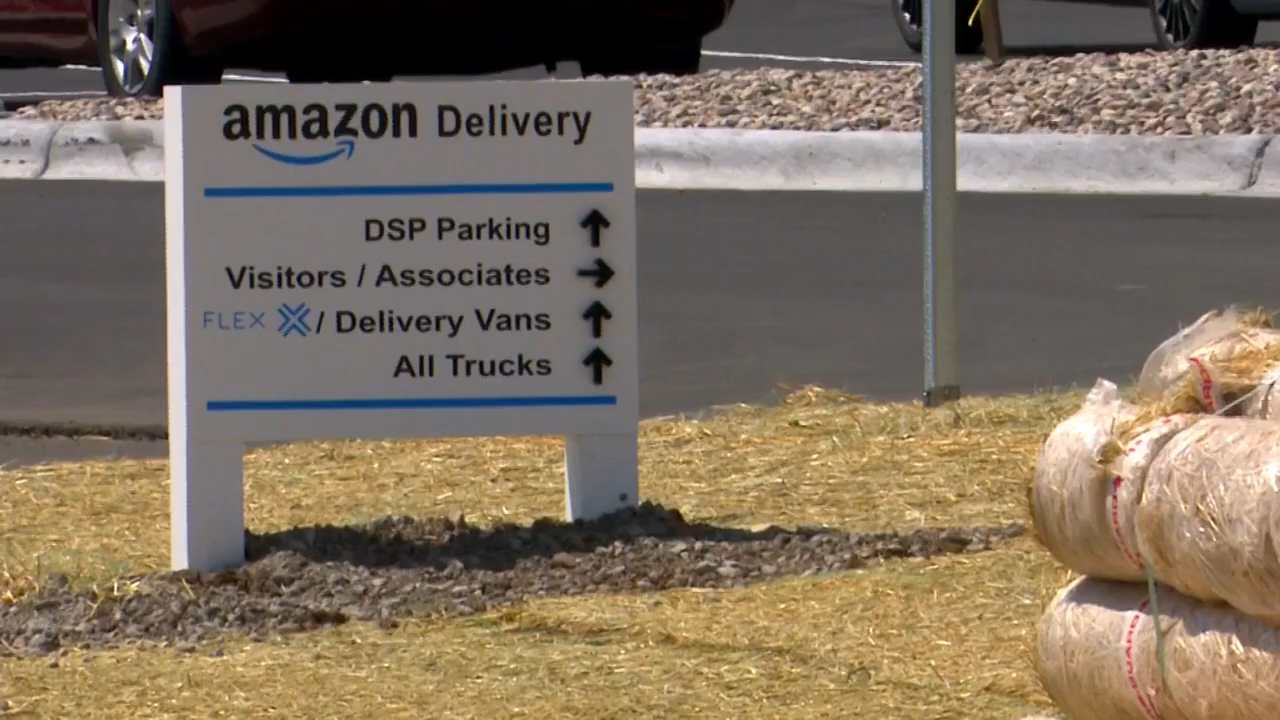 amazon Delivery
DSP Parking ↑
Visitors / Associates →
FLEX / Delivery Vans ↑
All Trucks ↑